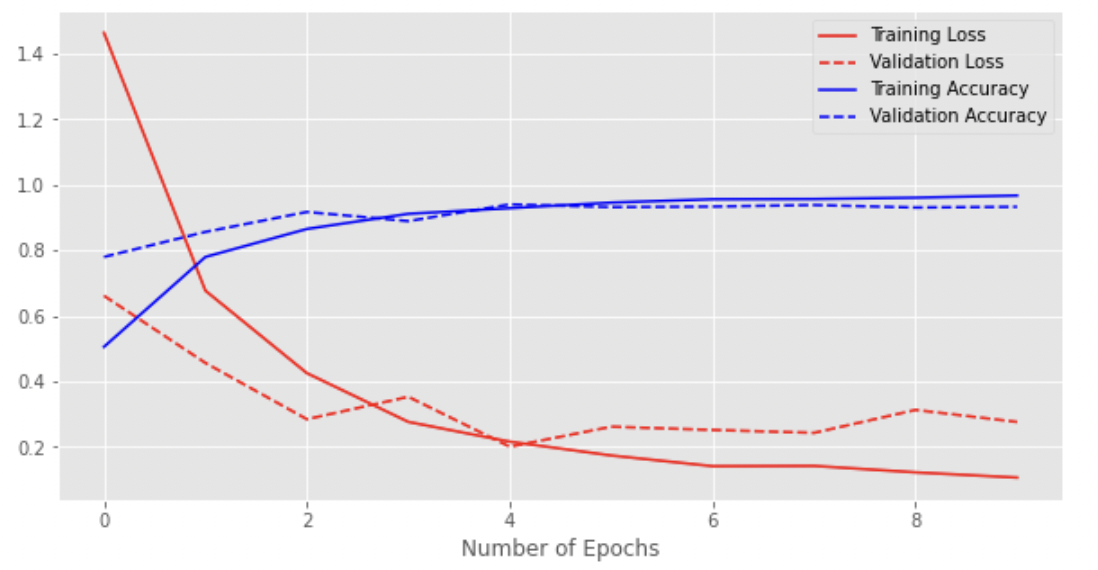 Training Loss
Validation Loss
Training Accuracy
Validation Accuracy
1.4
1.2
1.0
0.8
0.6
0.4
0.2
0 2 4 6 8
Number of Epochs